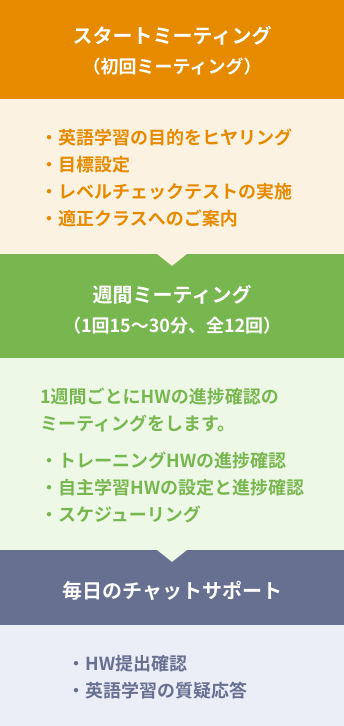 スタートミーティング
（初回ミーティング）
・英語学習の目的をヒヤリング
・目標設定
・レベルチェックテストの実施
・適正クラスへのご案内
週間ミーティング
（1回15〜30分、全12回）
1週間ごとにHWの進捗確認の
ミーティングをします。
・トレーニングHWの進捗確認
・自主学習HWの設定と進捗確認
・スケジューリング
毎日のチャットサポート
・HW提出確認
・英語学習の質疑応答